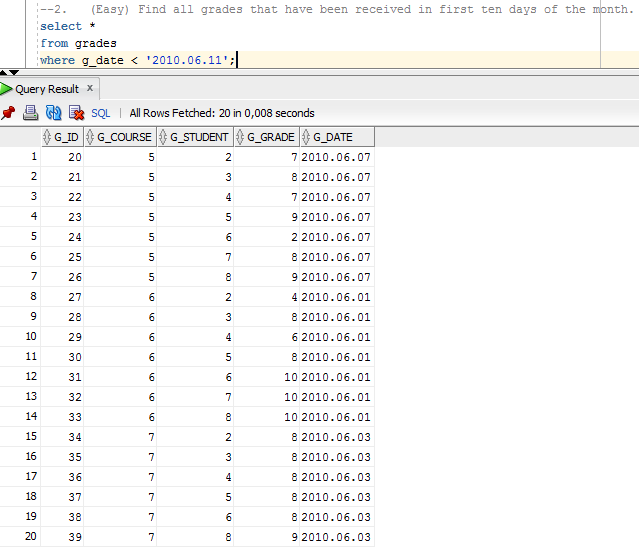 --2. (Easy) Find all grades that have been received in first ten days of the month.
select *
from grades
where g_date < '2010.06.11';
Query Result x
SQL | All Rows Fetched: 20 in 0,008 seconds
G_ID G_COURSE G_STUDENT G_GRADE G_DATE
1 20 5 2 7 2010.06.07
2 21 5 3 8 2010.06.07
3 22 5 4 7 2010.06.07
4 23 5 5 9 2010.06.07
5 24 5 6 2 2010.06.07
6 25 5 7 8 2010.06.07
7 26 5 8 9 2010.06.07
8 27 6 2 4 2010.06.01
9 28 6 3 8 2010.06.01
10 29 6 4 6 2010.06.01
11 30 6 5 8 2010.06.01
12 31 6 6 10 2010.06.01
13 32 6 7 10 2010.06.01
14 33 6 8 10 2010.06.01
15 34 7 2 8 2010.06.03
16 35 7 3 8 2010.06.03
17 36 7 4 8 2010.06.03
18 37 7 5 8 2010.06.03
19 38 7 6 8 2010.06.03
20 39 7 8 9 2010.06.03